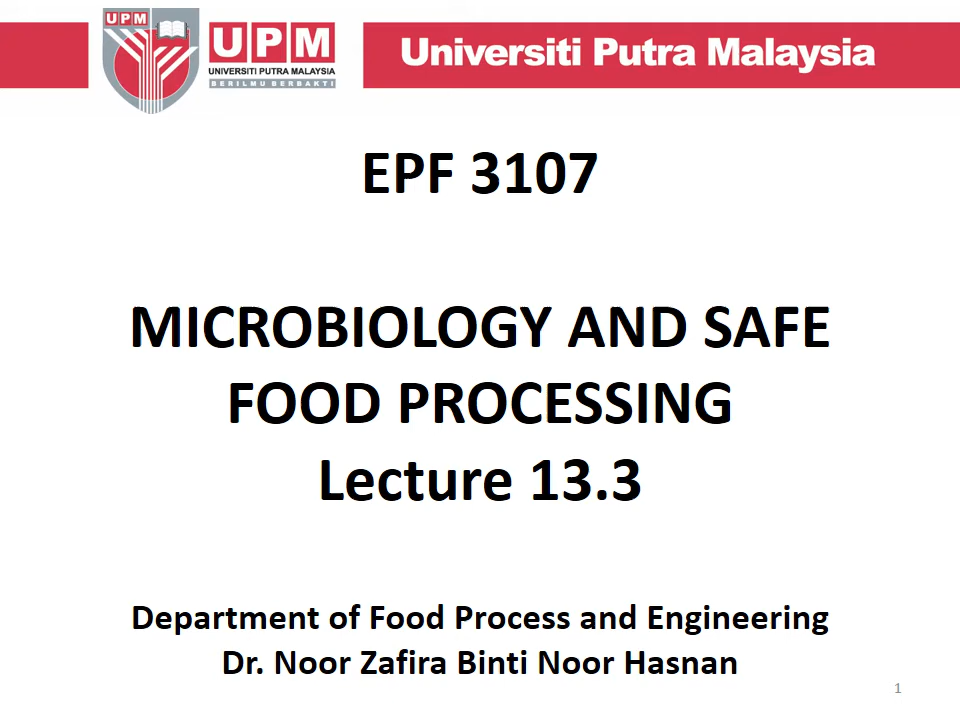 UPM
UPM
UNIVERSITI PUTRA MALAYSIA
BERILMU BERBAKTI
Universiti Putra Malaysia
EPF 3107
MICROBIOLOGY AND SAFE
FOOD PROCESSING
Lecture 13.3
Department of Food Process and Engineering
Dr. Noor Zafira Binti Noor Hasnan
1